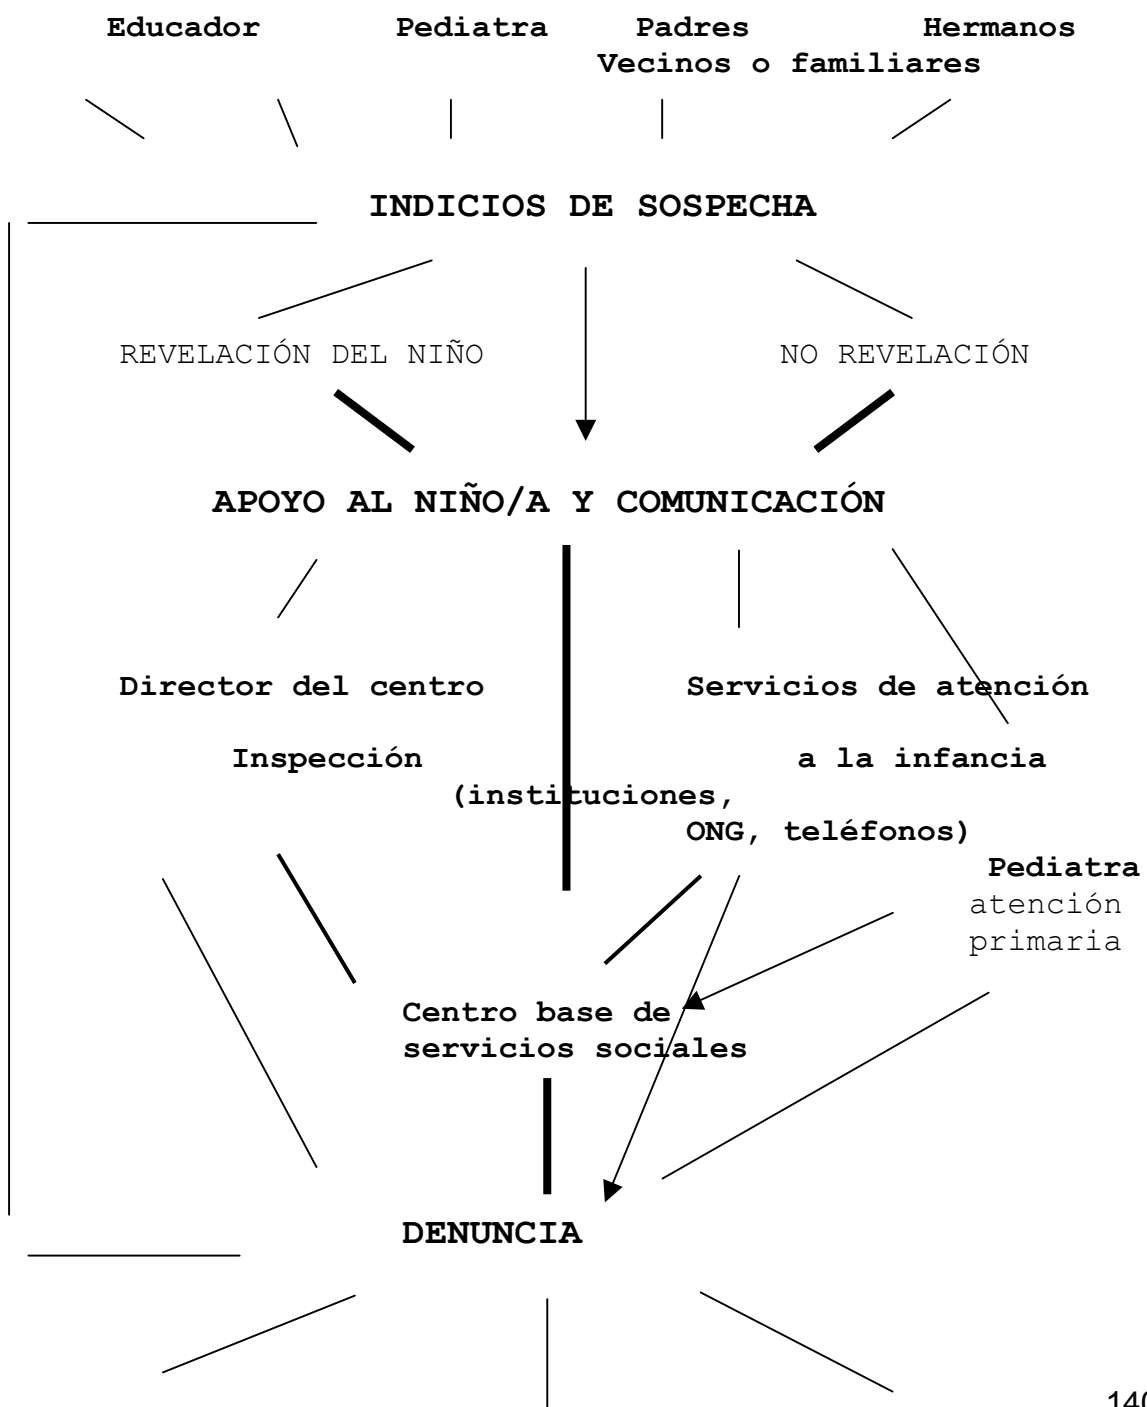 Educador Pediatra Padres Hermanos
Vecinos o familiares
INDICIOS DE SOSPECHA
REVELACIÓN DEL NIÑO NO REVELACIÓN
APOYO AL NIÑO/A Y COMUNICACIÓN
Director del centro Servicios de atención
Inspección a la infancia
(instituciones,
ONG, teléfonos)
Pediatra
atención
primaria
Centro base de
servicios sociales
DENUNCIA
140